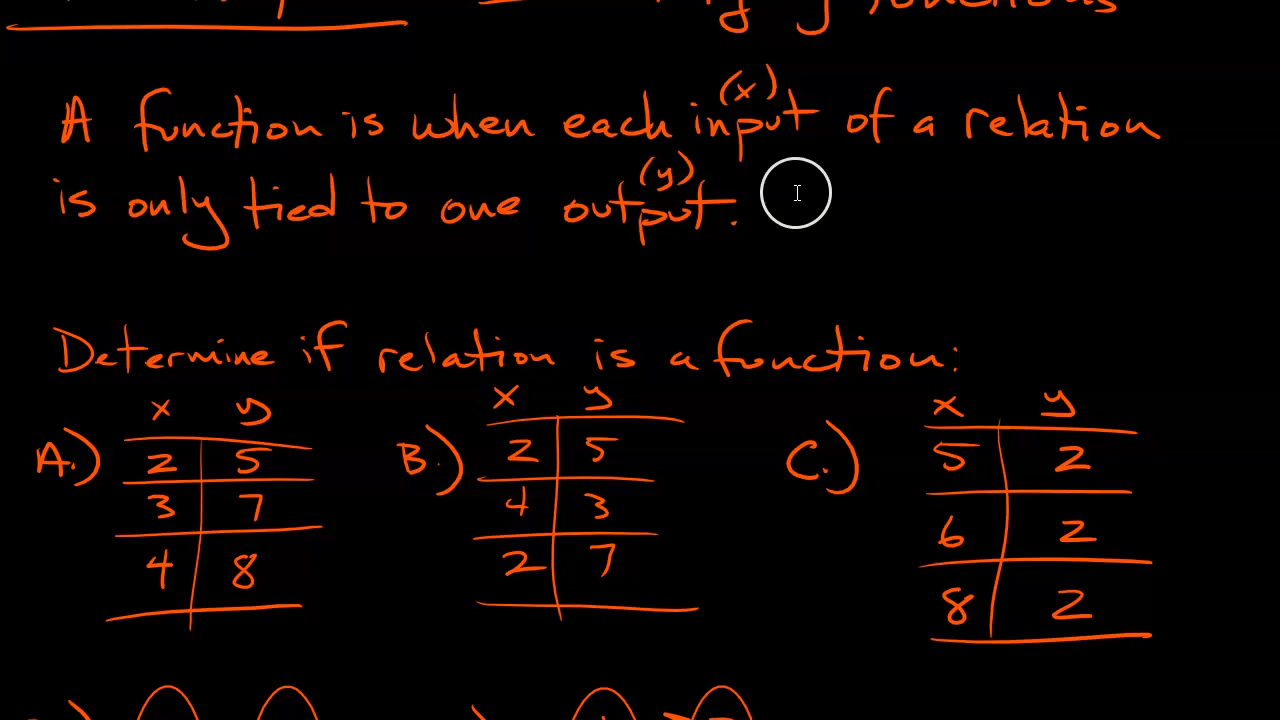 functions
(x)
A function is when each input of a relation
(y)
is only tied to one output.
Determine if relation is a function:
A.) x y
2 5
3 7
4 8
B.) x y
2 5
4 3
2 7
C.) x y
5 2
6 2
8 2